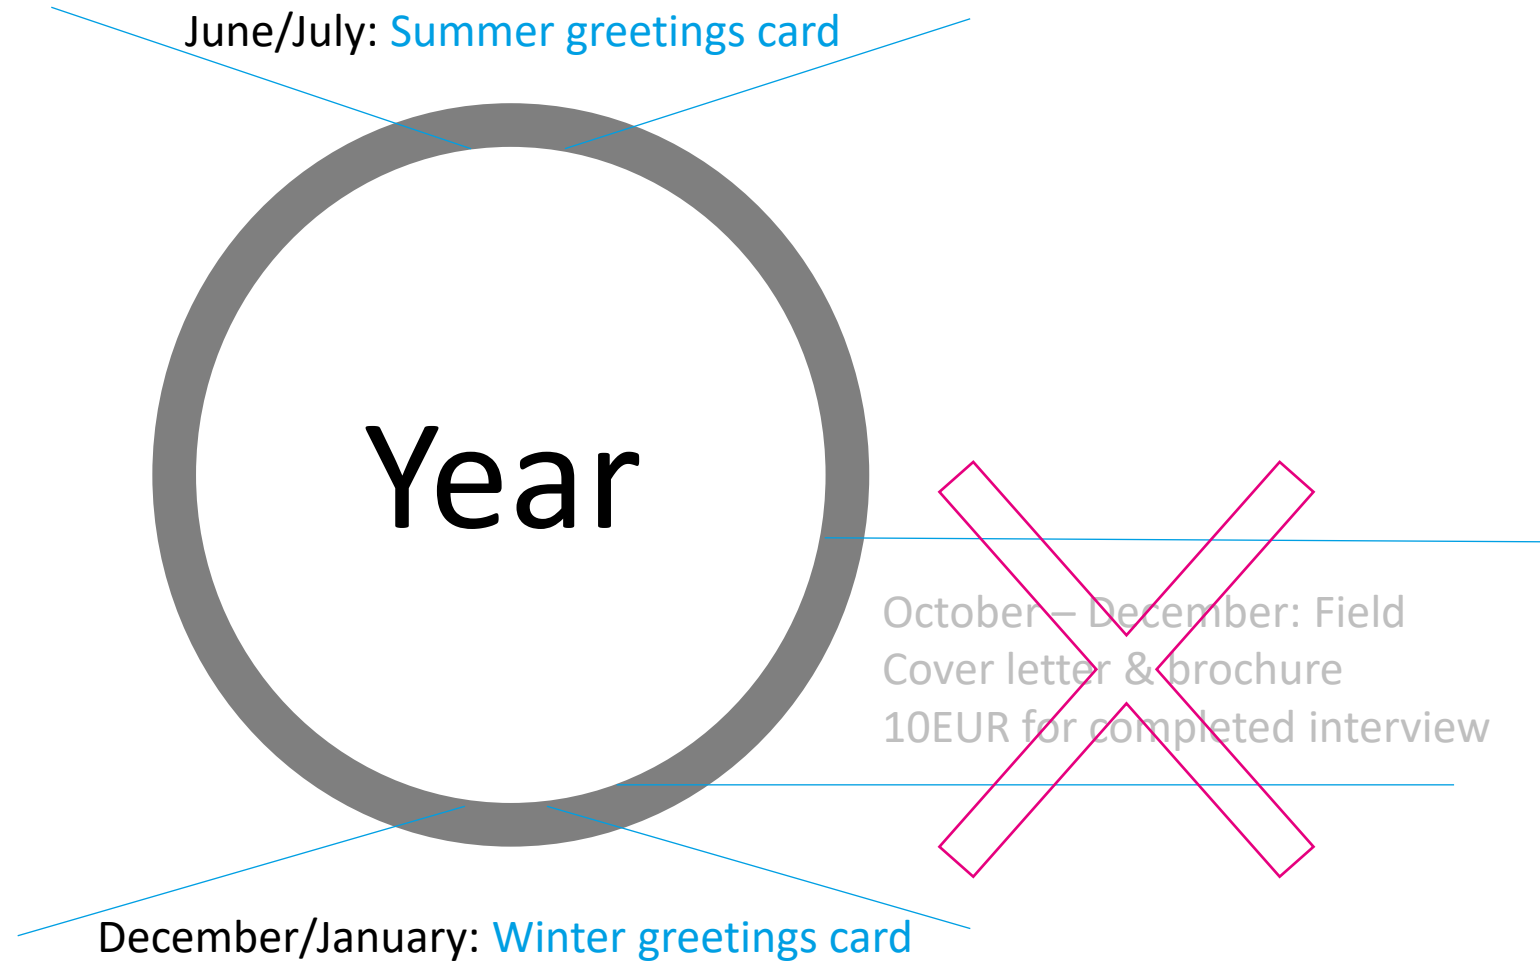 June/July: Summer greetings card
Year
October – December: Field
Cover letter & brochure
10EUR for completed interview
December/January: Winter greetings card